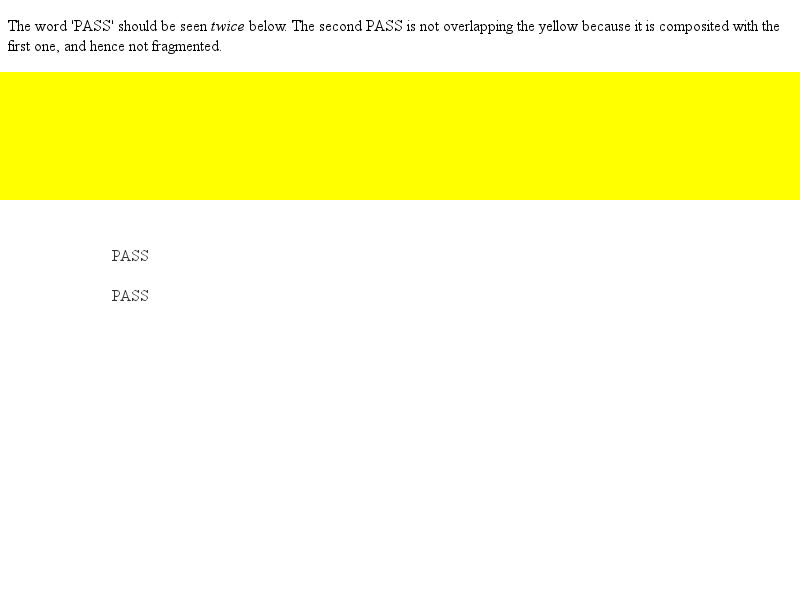 The word 'PASS' should be seen twice below. The second PASS is not overlapping the yellow because it is composited with the
first one, and hence not fragmented.
PASS
PASS